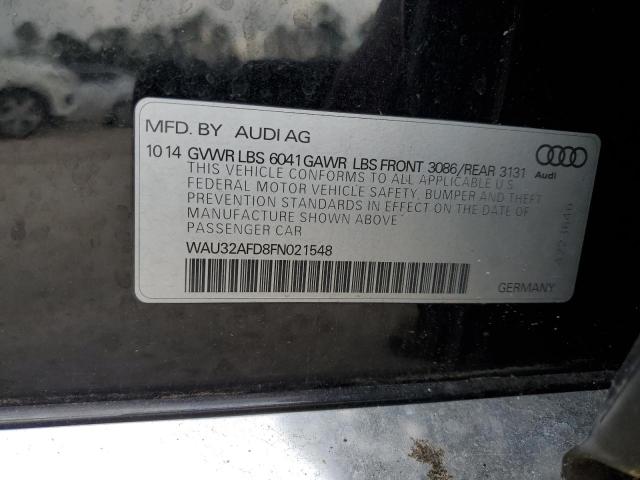 MFD. BY AUDI AG
10 14 GVWR LBS 6041 GAWR LBS FRONT 3086/REAR 3131
THIS VEHICLE CONFORMS TO ALL APPLICABLE U.S.
FEDERAL MOTOR VEHICLE SAFETY, BUMPER AND THEFT
PREVENTION STANDARDS IN EFFECT ON THE DATE OF
MANUFACTURE SHOWN ABOVE
PASSENGER CAR
WAU32AFD8FN021548
Audi
GERMANY